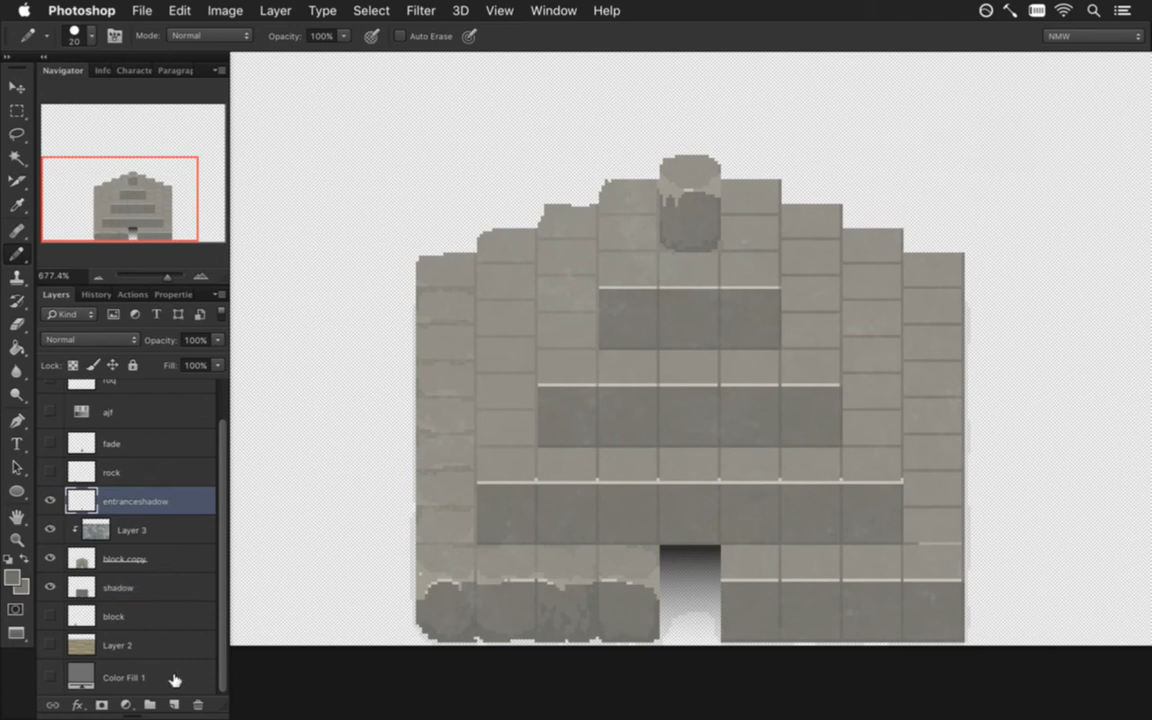 Photoshop File Edit Image Layer Type Select Filter 3D View Window Help
20 Mode: Normal Opacity: 100% Auto Erase NMW
Navigator Info Characte Paragrap
677.4%
Layers History Actions Propertie
Kind
Normal Opacity: 100%
Lock: Fill: 100%
ajf
fade
rock
entranceshadow
Layer 3
block copy
shadow
block
Layer 2
Color Fill 1
fx